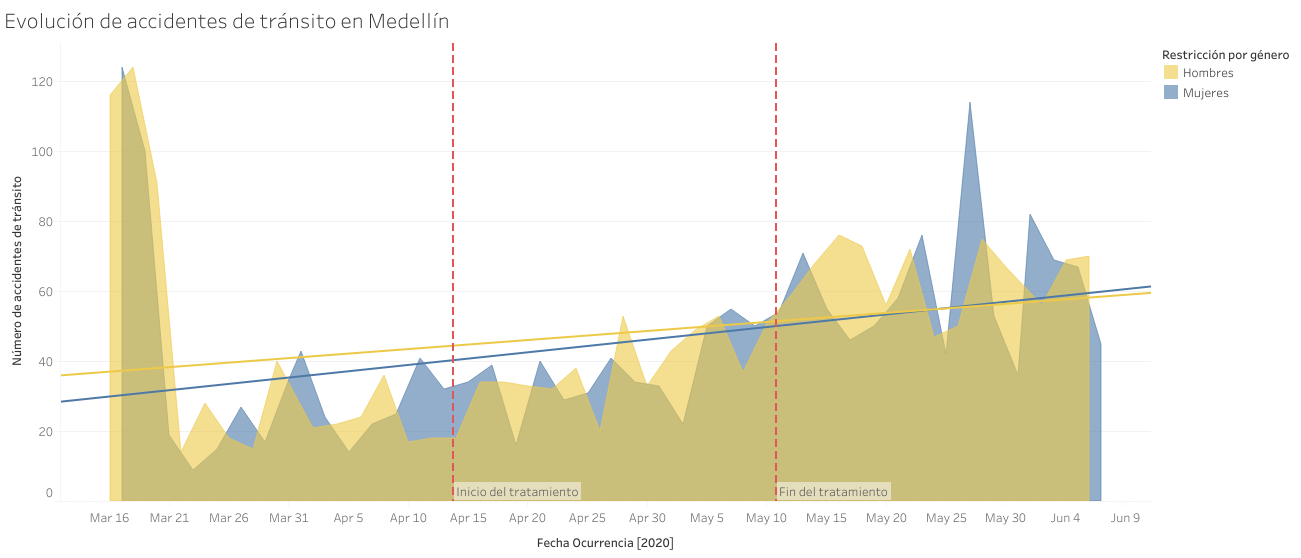 Evolución de accidentes de tránsito en Medellín
Restricción por género
Hombres
Mujeres
Número de accidentes de tránsito
120
100
80
60
40
20
0
Inicio del tratamiento
Fin del tratamiento
Mar 16 Mar 21 Mar 26 Mar 31 Apr 5 Apr 10 Apr 15 Apr 20 Apr 25 Apr 30 May 5 May 10 May 15 May 20 May 25 May 30 Jun 4 Jun 9
Fecha Ocurrencia [2020]